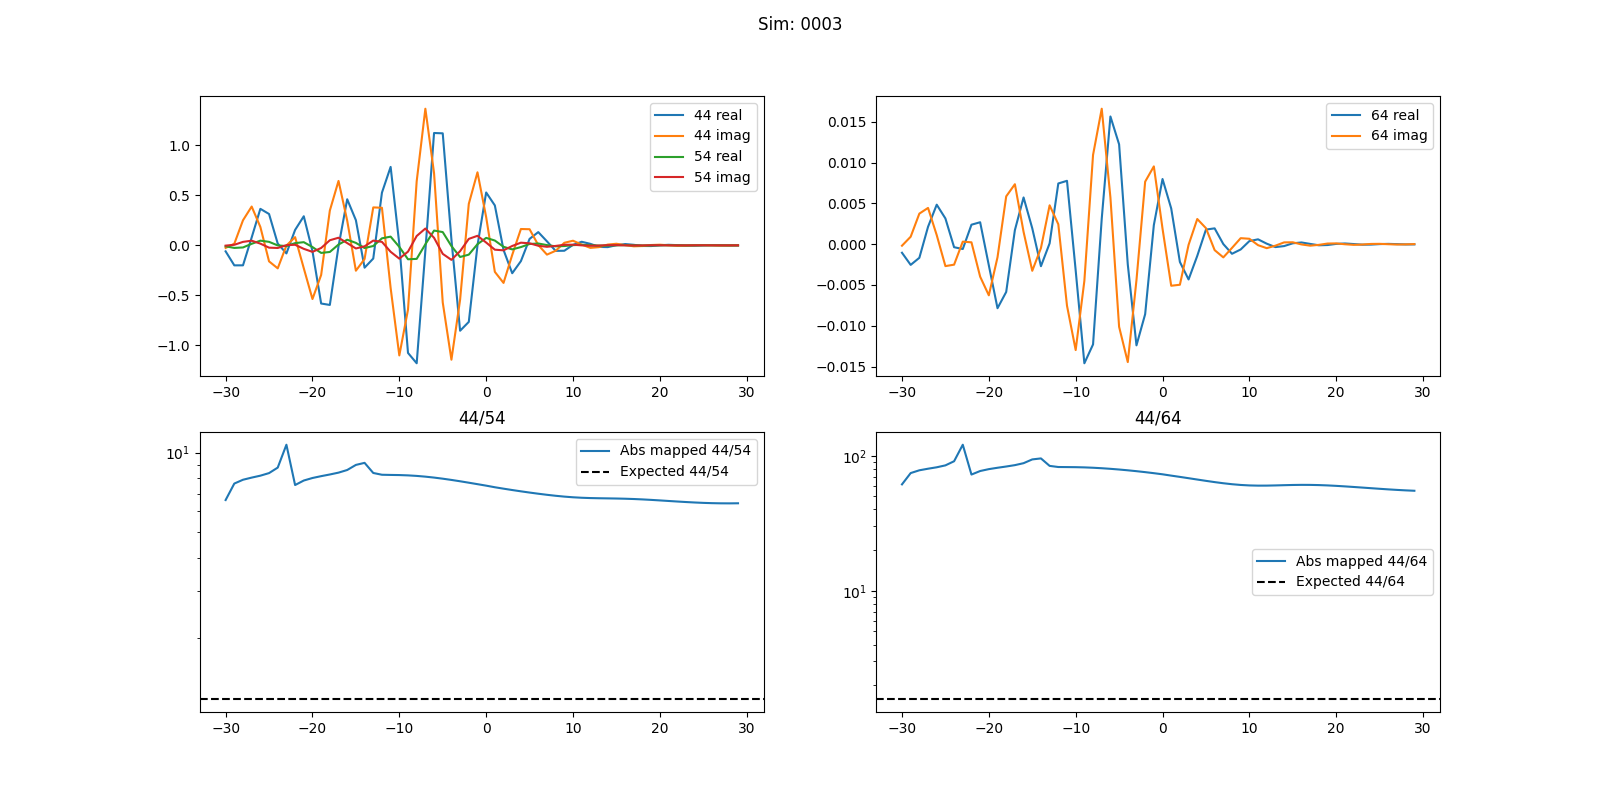 Sim: 0003
44 real
44 imag
54 real
54 imag
1.0
0.5
0.0
−0.5
−1.0
−30 −20 −10 0 10 20 30
64 real
64 imag
0.015
0.010
0.005
0.000
−0.005
−0.010
−0.015
−30 −20 −10 0 10 20 30
44/54
Abs mapped 44/54
Expected 44/54
10¹
−30 −20 −10 0 10 20 30
44/64
10²
Abs mapped 44/64
Expected 44/64
10¹
−30 −20 −10 0 10 20 30